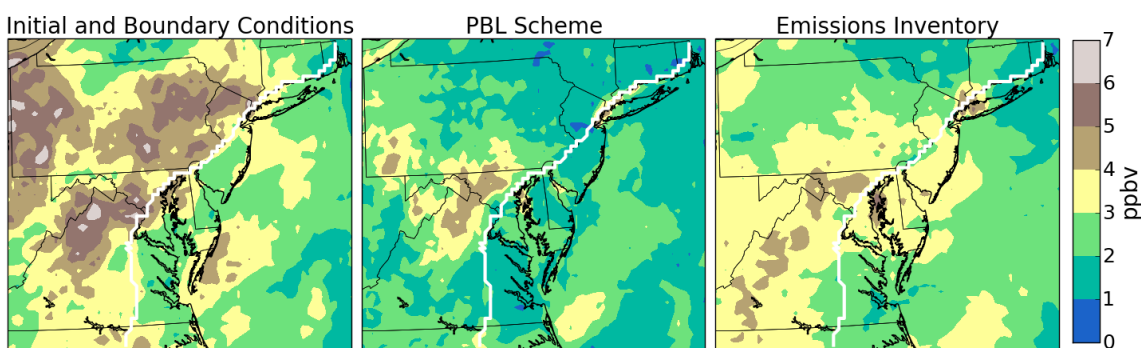 Initial and Boundary Conditions
PBL Scheme
Emissions Inventory
7
6
5
4
3
2
1
0
ppbv